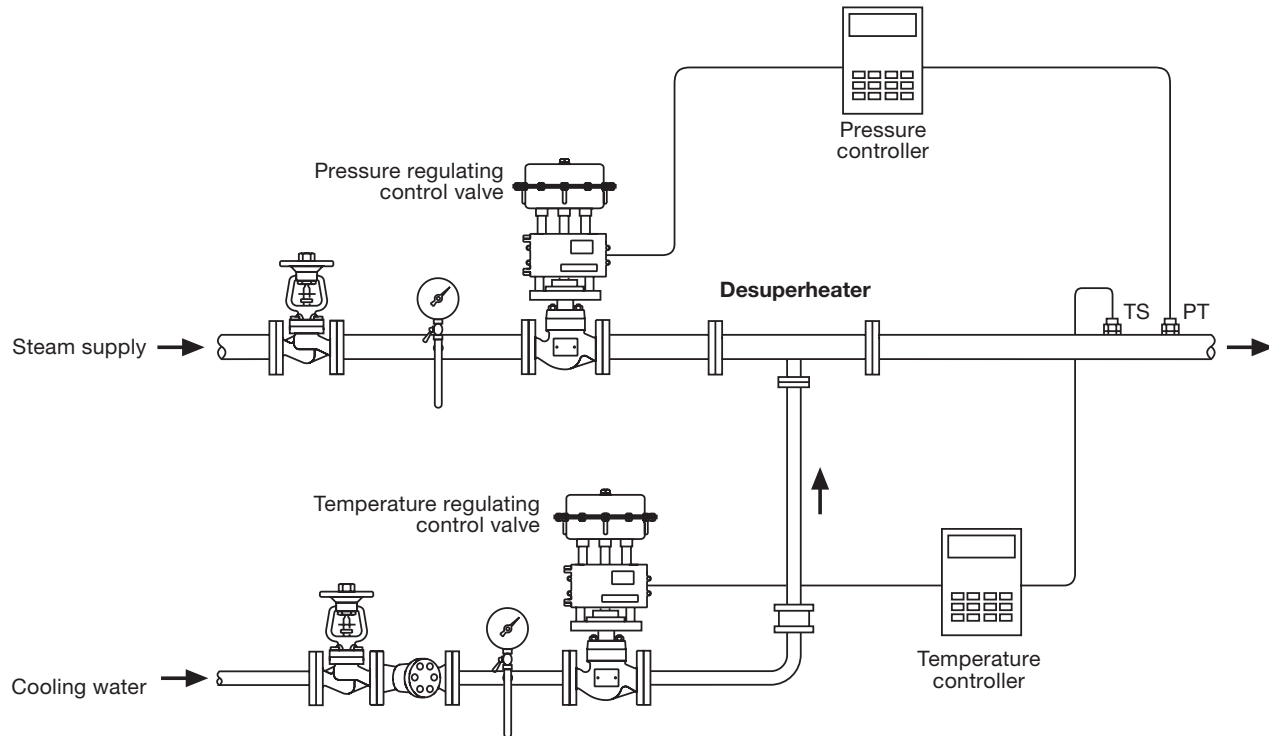 Pressure
controller
Pressure regulating
control valve
Desuperheater
TS
PT
Steam supply
Temperature regulating
control valve
Cooling water
Temperature
controller